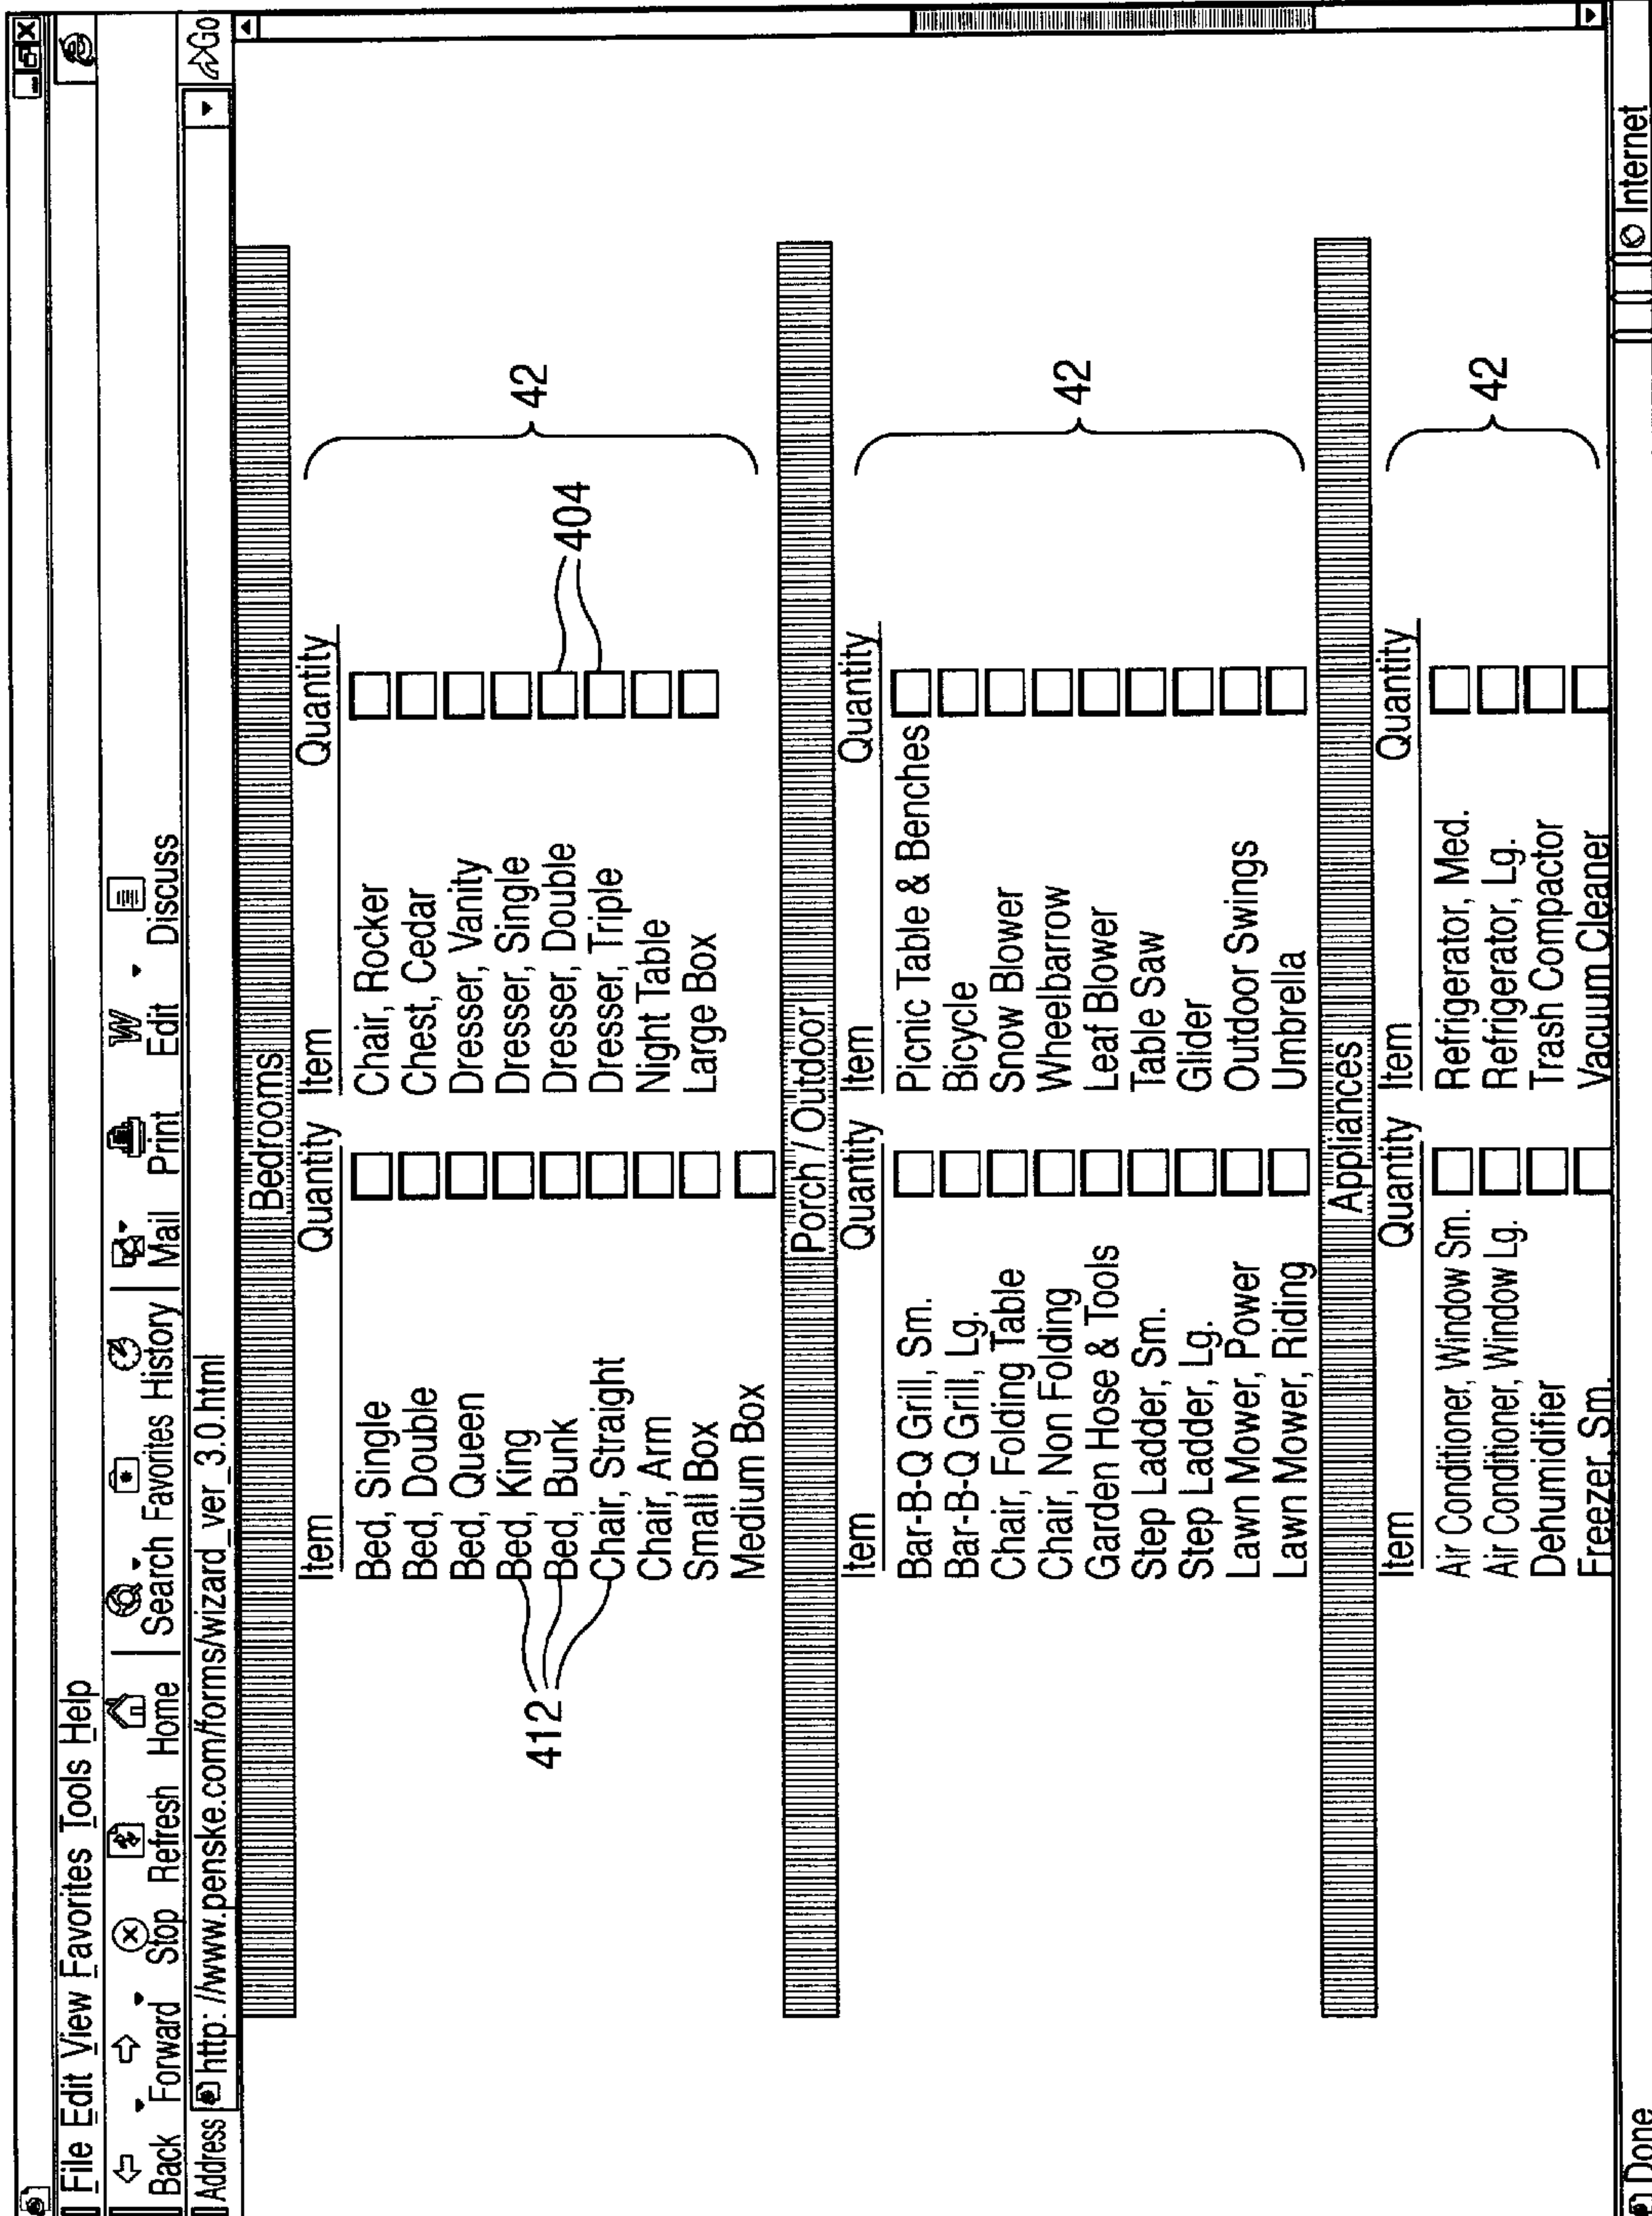 File Edit View Favorites Tools Help
Back Forward Stop Refresh Home Search Favorites History Mail Print Edit Discuss
Address http: //www.penske.com/forms/wizard_ver_3.0.html Go
Bedrooms
Item Quantity Item Quantity
Bed, Single Chair, Rocker
Bed, Double Chest, Cedar
Bed, Queen Dresser, Vanity
Bed, King Dresser, Single
Bed, Bunk Dresser, Double
Chair, Straight Dresser, Triple
Chair, Arm Night Table
Small Box Large Box
Medium Box
412
404
42
Porch / Outdoor
Item Quantity Item Quantity
Bar-B-Q Grill, Sm. Picnic Table & Benches
Bar-B-Q Grill, Lg. Bicycle
Chair, Folding Table Snow Blower
Chair, Non Folding Wheelbarrow
Garden Hose & Tools Leaf Blower
Step Ladder, Sm. Table Saw
Step Ladder, Lg. Glider
Lawn Mower, Power Outdoor Swings
Lawn Mower, Riding Umbrella
42
Appliances
Item Quantity Item Quantity
Air Conditioner, Window Sm. Refrigerator, Med.
Air Conditioner, Window Lg. Refrigerator, Lg.
Dehumidifier Trash Compactor
Freezer, Sm. Vacuum Cleaner
42
Done Internet